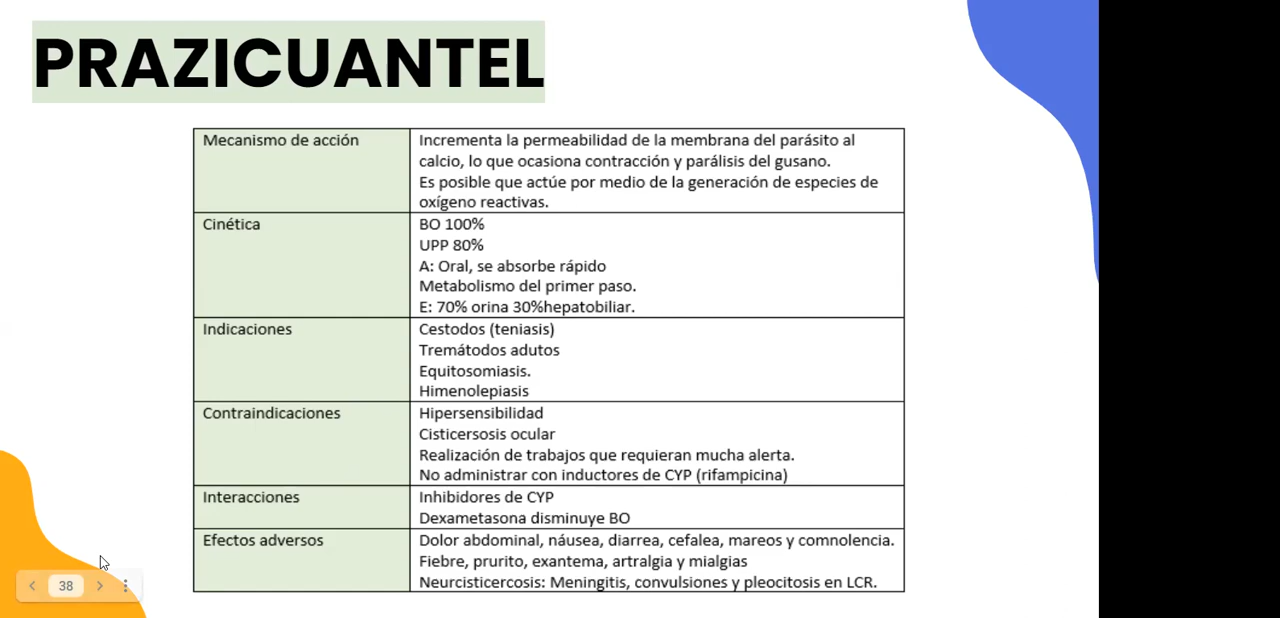 PRAZICUANTEL
Mecanismo de acción
Incrementa la permeabilidad de la membrana del parásito al
calcio, lo que ocasiona contracción y parálisis del gusano.
Es posible que actúe por medio de la generación de especies de
oxígeno reactivas.
Cinética
BO 100%
UPP 80%
A: Oral, se absorbe rápido
Metabolismo del primer paso.
E: 70% orina 30%hepatobiliar.
Indicaciones
Cestodos (teniasis)
Tremátodos adutos
Equitosomiasis.
Himenolepiasis
Contraindicaciones
Hipersensibilidad
Cisticersosis ocular
Realización de trabajos que requieran mucha alerta.
No administrar con inductores de CYP (rifampicina)
Interacciones
Inhibidores de CYP
Dexametasona disminuye BO
Efectos adversos
Dolor abdominal, náusea, diarrea, cefalea, mareos y comnolencia.
Fiebre, prurito, exantema, artralgia y mialgias
Neurcisticercosis: Meningitis, convulsiones y pleocitosis en LCR.
38